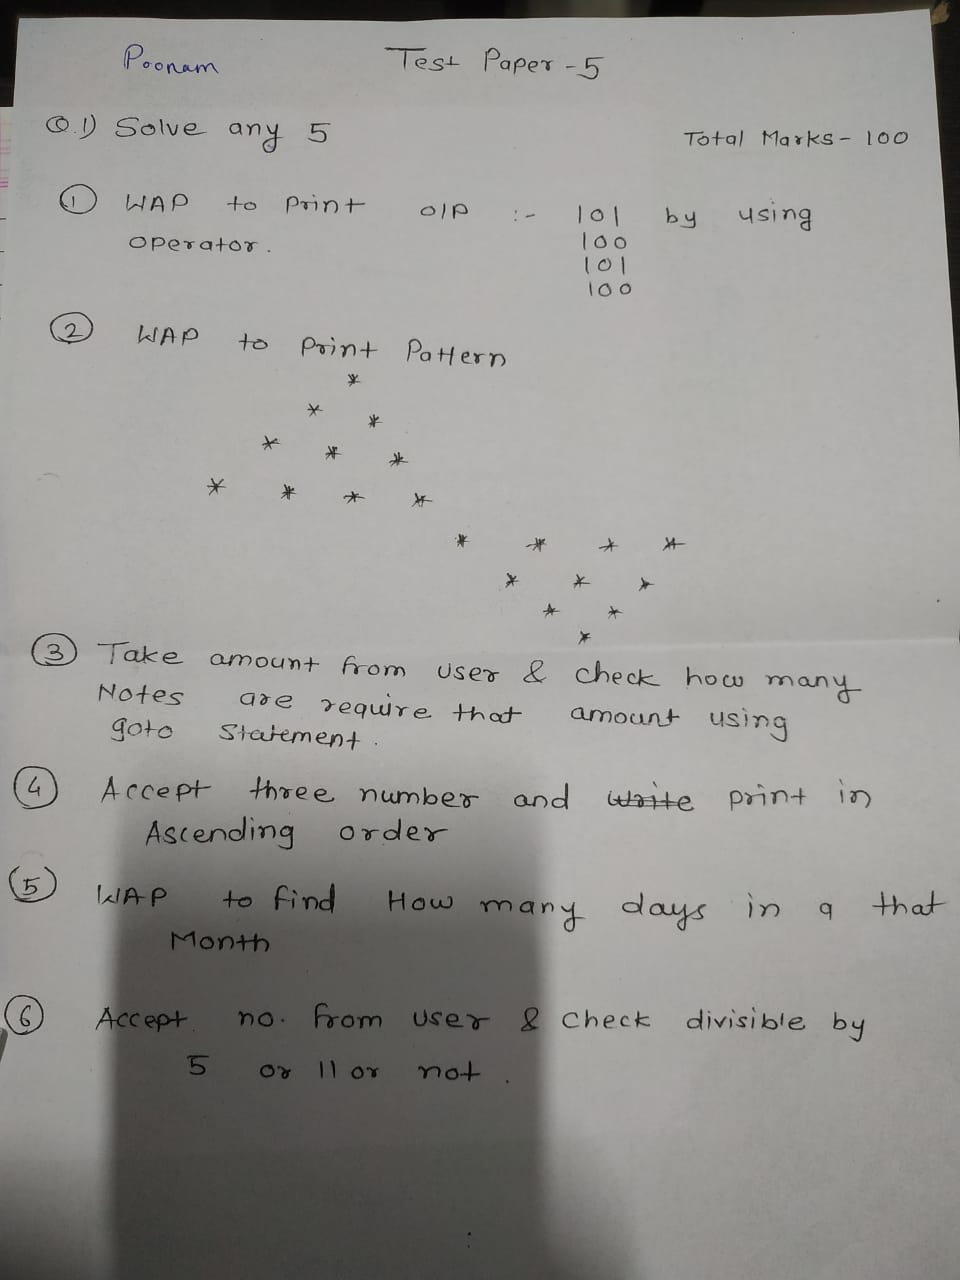 Poonam
Test Paper - 5
Q.1) Solve any 5
Total Marks - 100
① WAP to print O/P :- 101 by using
operator. 100
101
100
② WAP to print Pattern
*
* *
* * *
* * * *
* * * *
* * *
* *
*
③ Take amount from user & check how many
Notes are require that amount using
goto Statement.
④ Accept three number and write print in
Ascending order
⑤ WAP to find How many days in a that
Month
⑥ Accept no. from user & check divisible by
5 or 11 or not.